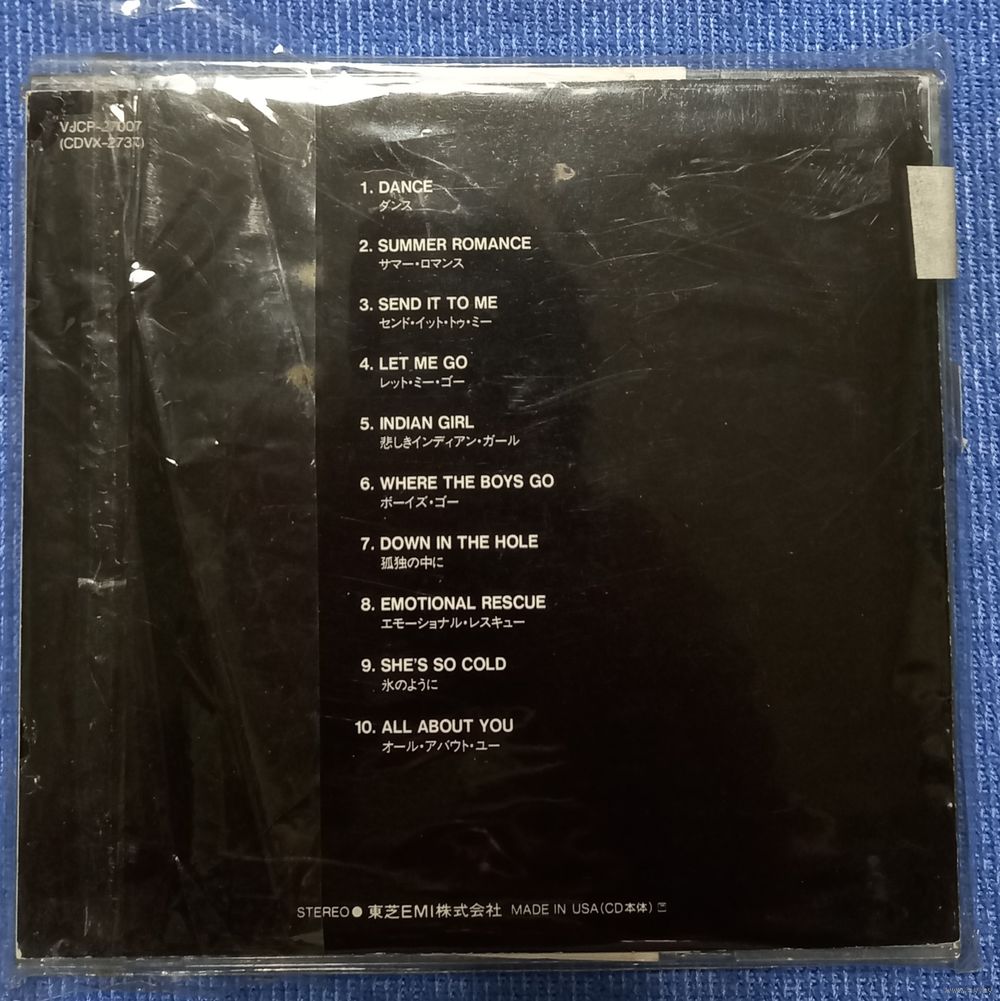 VJCP-27007
(CDVX-2737)
1. DANCE
ダンス
2. SUMMER ROMANCE
サマー・ロマンス
3. SEND IT TO ME
センド・イット・トゥ・ミー
4. LET ME GO
レット・ミー・ゴー
5. INDIAN GIRL
悲しきインディアン・ガール
6. WHERE THE BOYS GO
ボーイズ・ゴー
7. DOWN IN THE HOLE
孤独の中に
8. EMOTIONAL RESCUE
エモーショナル・レスキュー
9. SHE'S SO COLD
氷のように
10. ALL ABOUT YOU
オール・アバウト・ユー
STEREO● 東芝EMI株式会社 MADE IN USA(CD本体)